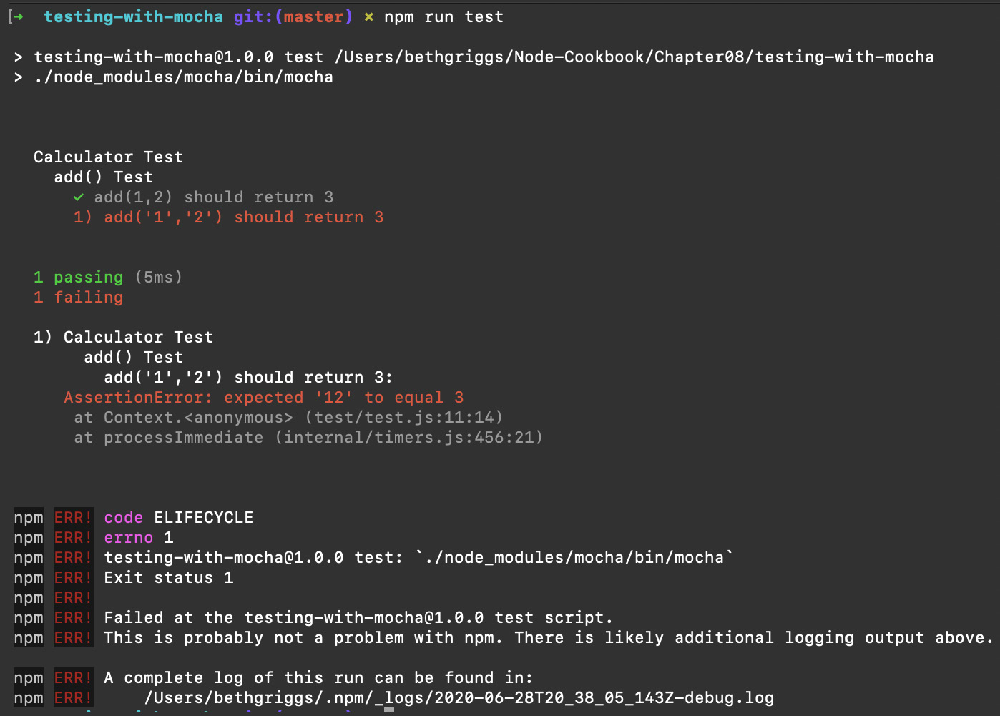 [→ testing-with-mocha git:(master) × npm run test
> testing-with-mocha@1.0.0 test /Users/bethgriggs/Node-Cookbook/Chapter08/testing-with-mocha
> ./node_modules/mocha/bin/mocha
Calculator Test
add() Test
✓ add(1,2) should return 3
1) add('1','2') should return 3
1 passing (5ms)
1 failing
1) Calculator Test
add() Test
add('1','2') should return 3:
AssertionError: expected '12' to equal 3
at Context.<anonymous> (test/test.js:11:14)
at processImmediate (internal/timers.js:456:21)
npm ERR! code ELIFECYCLE
npm ERR! errno 1
npm ERR! testing-with-mocha@1.0.0 test: `./node_modules/mocha/bin/mocha`
npm ERR! Exit status 1
npm ERR!
npm ERR! Failed at the testing-with-mocha@1.0.0 test script.
npm ERR! This is probably not a problem with npm. There is likely additional logging output above.
npm ERR! A complete log of this run can be found in:
npm ERR! /Users/bethgriggs/.npm/_logs/2020-06-28T20_38_05_143Z-debug.log